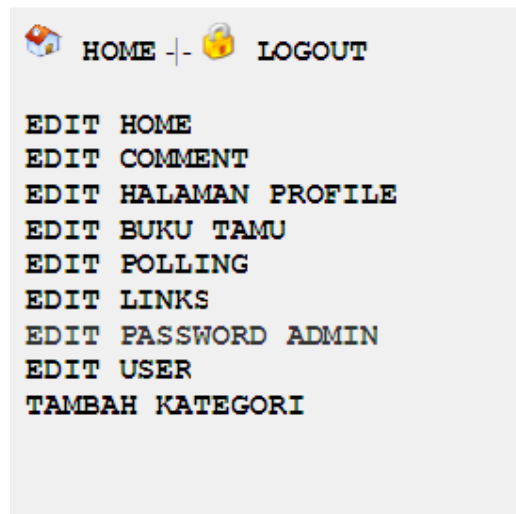 HOME -|- LOGOUT
EDIT HOME
EDIT COMMENT
EDIT HALAMAN PROFILE
EDIT BUKU TAMU
EDIT POLLING
EDIT LINKS
EDIT PASSWORD ADMIN
EDIT USER
TAMBAH KATEGORI